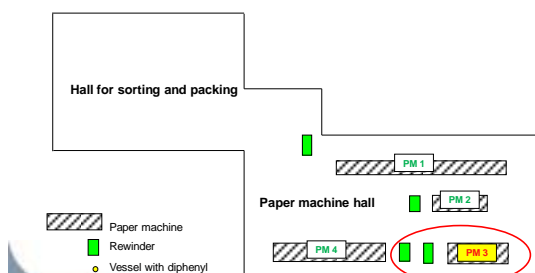 Hall for sorting and packing
PM 1
Paper machine hall
PM 2
PM 4
PM 3
Paper machine
Rewinder
Vessel with diphenyl